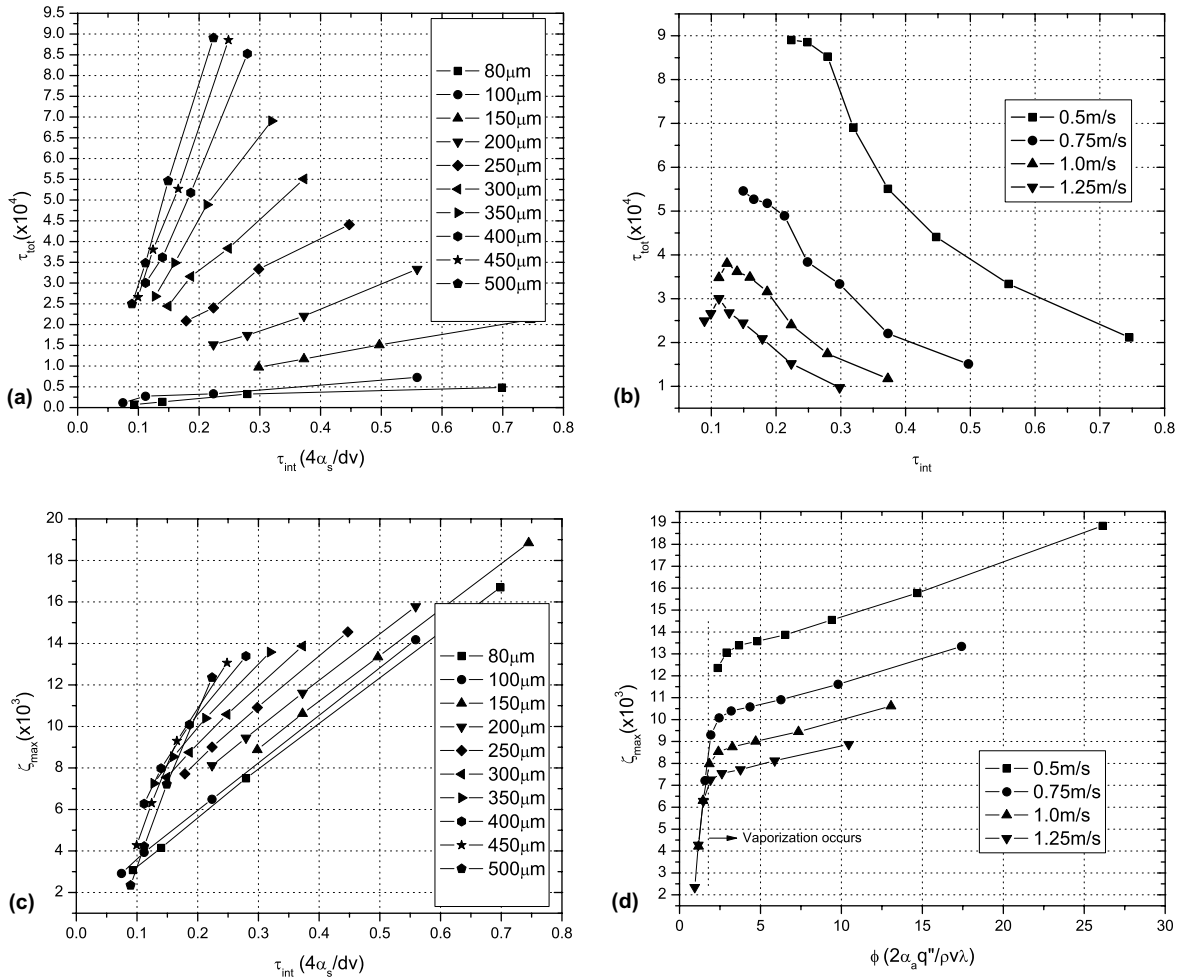 9.5
9.0
8.5
8.0
7.5
7.0
6.5
6.0
5.5
5.0
4.5
4.0
3.5
3.0
2.5
2.0
1.5
1.0
0.5
0.0
τtot(x10⁴)
80μm
100μm
150μm
200μm
250μm
300μm
350μm
400μm
450μm
500μm
(a)
0.0 0.1 0.2 0.3 0.4 0.5 0.6 0.7 0.8
τint (4αs/dv)
9
8
7
6
5
4
3
2
1
τtot(x10⁴)
0.5m/s
0.75m/s
1.0m/s
1.25m/s
(b)
0.1 0.2 0.3 0.4 0.5 0.6 0.7 0.8
τint
20
18
16
14
12
10
8
6
4
2
ζmax(x10³)
80μm
100μm
150μm
200μm
250μm
300μm
350μm
400μm
450μm
500μm
(c)
0.0 0.1 0.2 0.3 0.4 0.5 0.6 0.7 0.8
τint (4αs/dv)
19
18
17
16
15
14
13
12
11
10
9
8
7
6
5
4
3
2
ζmax(x10³)
0.5m/s
0.75m/s
1.0m/s
1.25m/s
Vaporization occurs
(d)
0 5 10 15 20 25 30
ϕ (2αaq"/ρvλ)